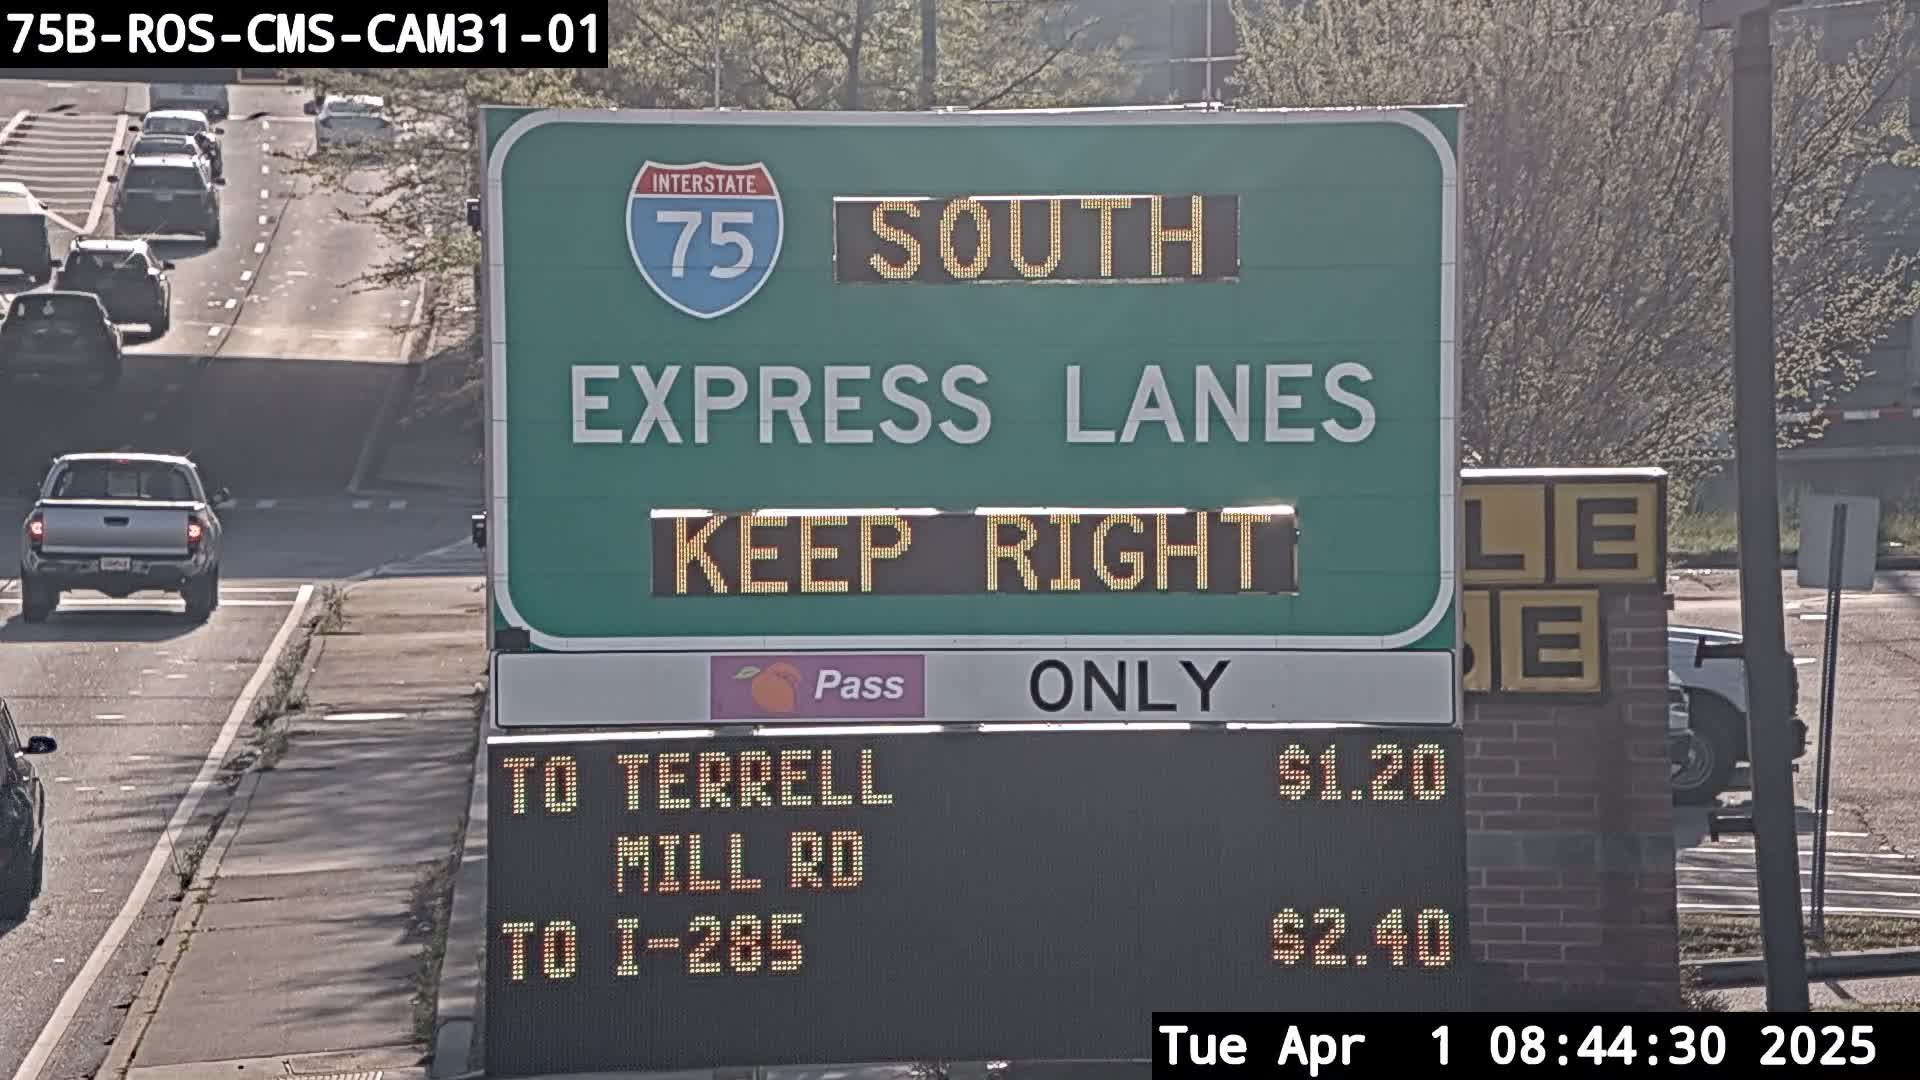 75B-ROS-CMS-CAM31-01
INTERSTATE
75
SOUTH
EXPRESS LANES
KEEP RIGHT
Pass ONLY
TO TERRELL $1.20
MILL RD
TO I-285 $2.40
LE
E
Tue Apr 1 08:44:30 2025